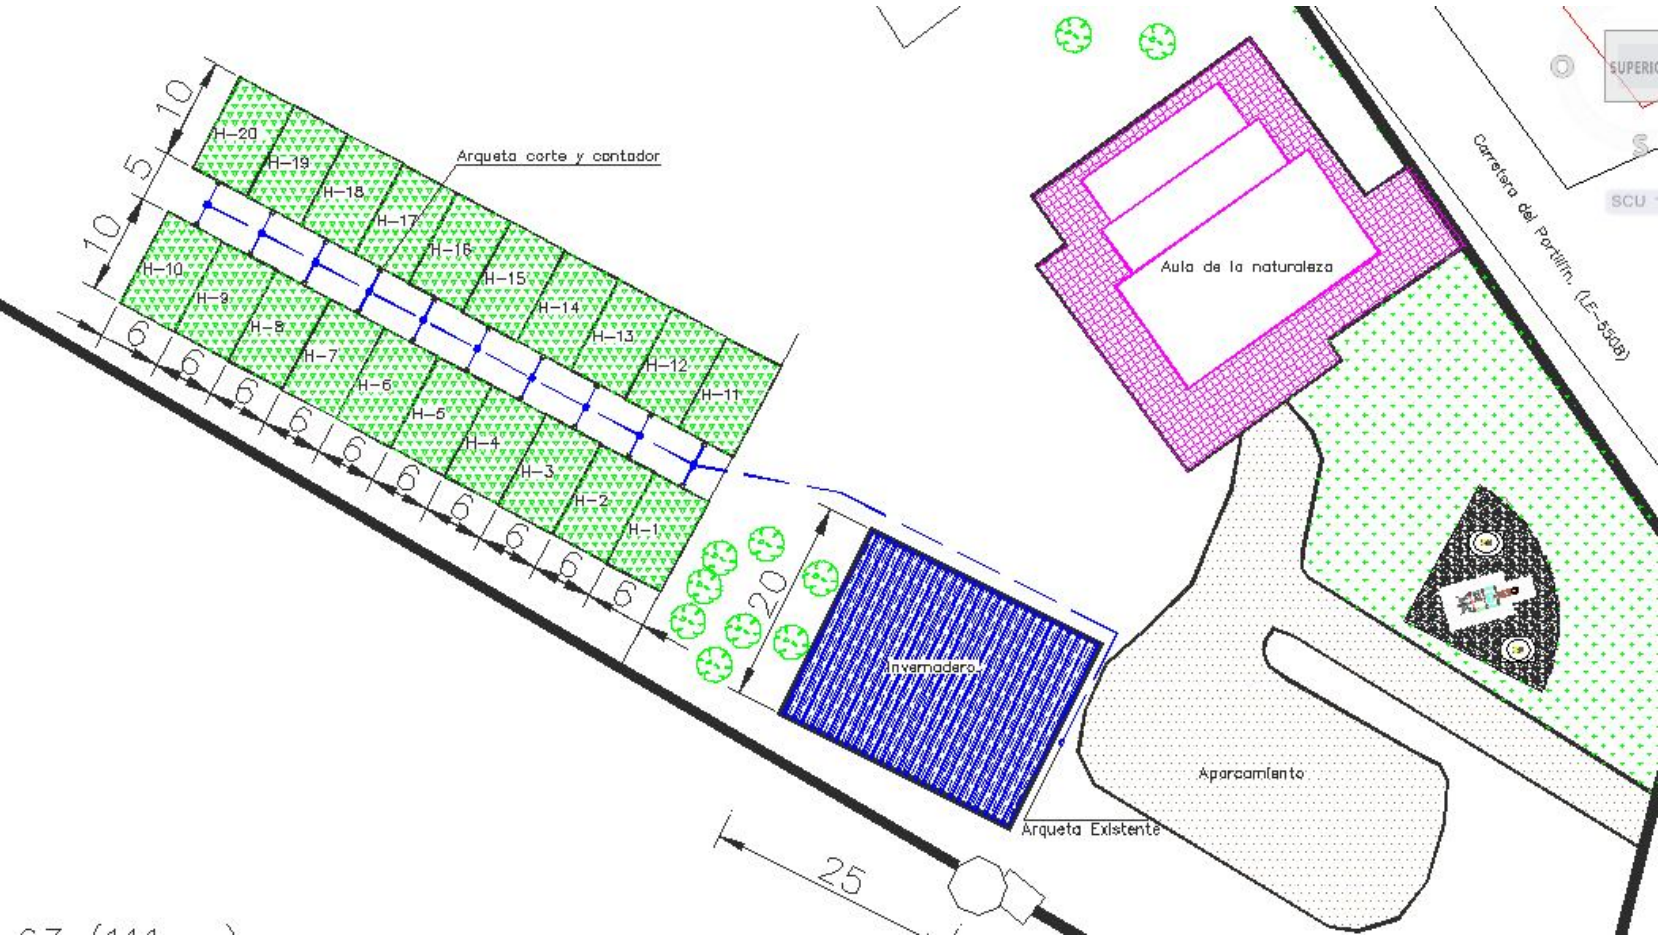 SUPERIO
S
SCU
10
5
10
H-20
H-19
H-18
H-17
H-16
H-15
H-14
H-13
H-12
H-11
Arqueta corte y contador
H-10
H-9
H-8
H-7
H-6
H-5
H-4
H-3
H-2
H-1
6
6
6
6
6
6
6
6
6
6
Aula de la naturaleza
Carretera del Portillín. (LE-5508)
20
Invernadero.
Aparcamiento
Arqueta Existente
25